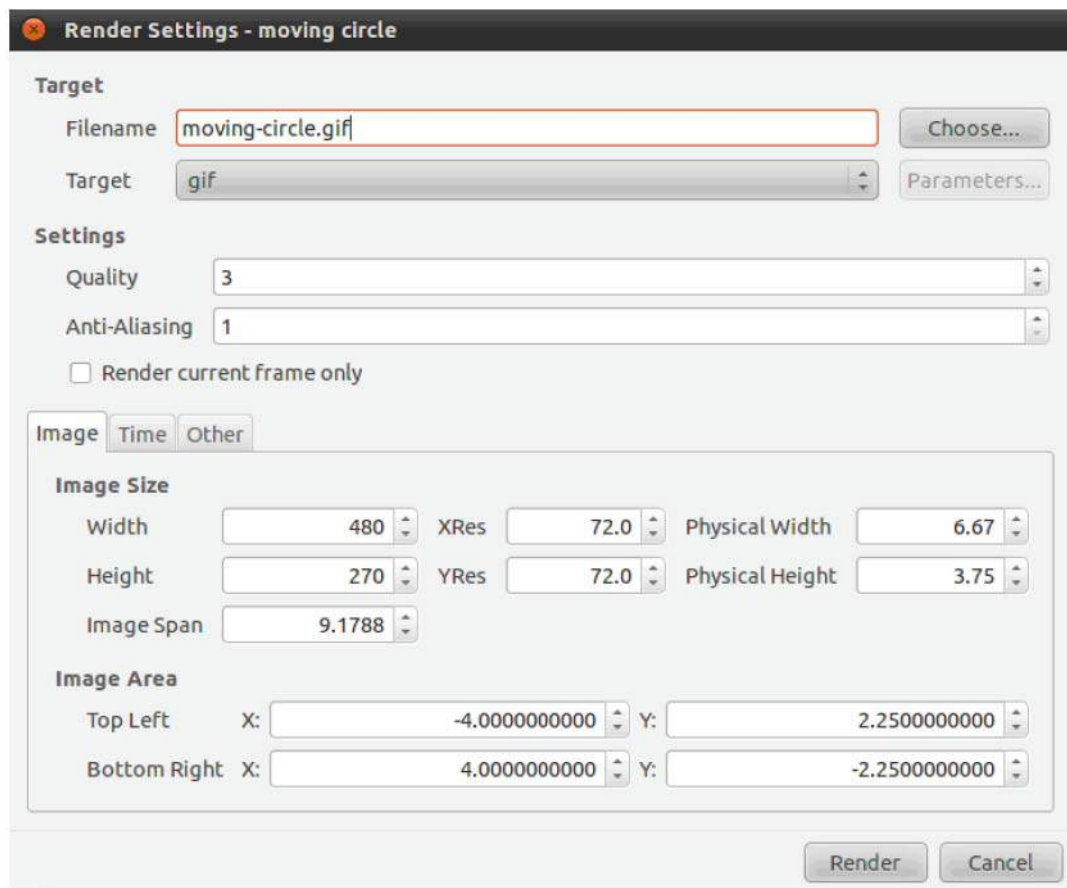 Render Settings - moving circle
Target
Filename moving-circle.gif Choose...
Target gif Parameters...
Settings
Quality 3
Anti-Aliasing 1
Render current frame only
Image Time Other
Image Size
Width 480 XRes 72.0 Physical Width 6.67
Height 270 YRes 72.0 Physical Height 3.75
Image Span 9.1788
Image Area
Top Left X: -4.0000000000 Y: 2.2500000000
Bottom Right X: 4.0000000000 Y: -2.2500000000
Render Cancel